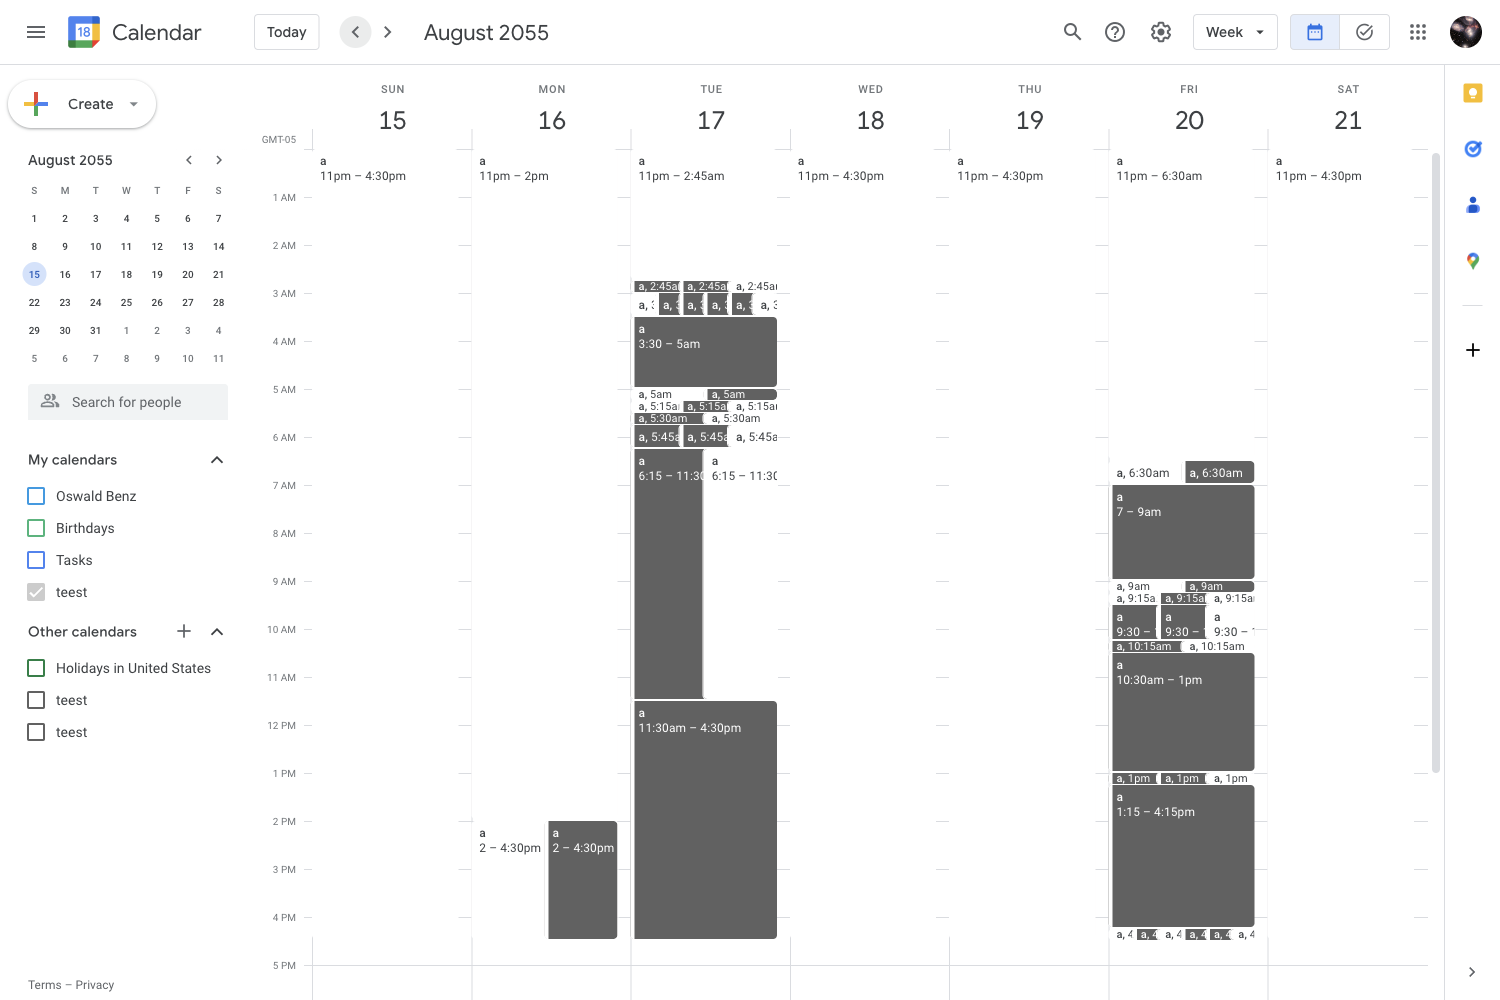 18 Calendar Today August 2055 Week
Create
August 2055
S M T W T F S
1 2 3 4 5 6 7
8 9 10 11 12 13 14
15 16 17 18 19 20 21
22 23 24 25 26 27 28
29 30 31 1 2 3 4
5 6 7 8 9 10 11
Search for people
My calendars
Oswald Benz
Birthdays
Tasks
teest
Other calendars
Holidays in United States
teest
teest
Terms – Privacy
SUN MON TUE WED THU FRI SAT
15 16 17 18 19 20 21
GMT-05
1 AM
2 AM
3 AM
4 AM
5 AM
6 AM
7 AM
8 AM
9 AM
10 AM
11 AM
12 PM
1 PM
2 PM
3 PM
4 PM
5 PM
a
11pm – 4:30pm
a
11pm – 2pm
a
2 – 4:30pm
a
2 – 4:30pm
a
11pm – 2:45am
a, 2:45a a, 2:45a a, 2:45a
a, 3 a, 3 a, 3 a, 3 a, 3 a, 3
a
3:30 – 5am
a, 5am a, 5am
a, 5:15a a, 5:15a a, 5:15a
a, 5:30am a, 5:30am
a, 5:45a a, 5:45a a, 5:45a
a
6:15 – 11:30
a
6:15 – 11:30
a
11:30am – 4:30pm
a
11pm – 4:30pm
a
11pm – 4:30pm
a
11pm – 6:30am
a, 6:30am a, 6:30am
a
7 – 9am
a, 9am a, 9am
a, 9:15a a, 9:15a a, 9:15a
a
9:30 –
a
9:30 –
a
9:30 –
a, 10:15am a, 10:15am
a
10:30am – 1pm
a, 1pm a, 1pm a, 1pm
a
1:15 – 4:15pm
a, 4 a, 4 a, 4 a, 4 a, 4 a, 4
a
11pm – 4:30pm